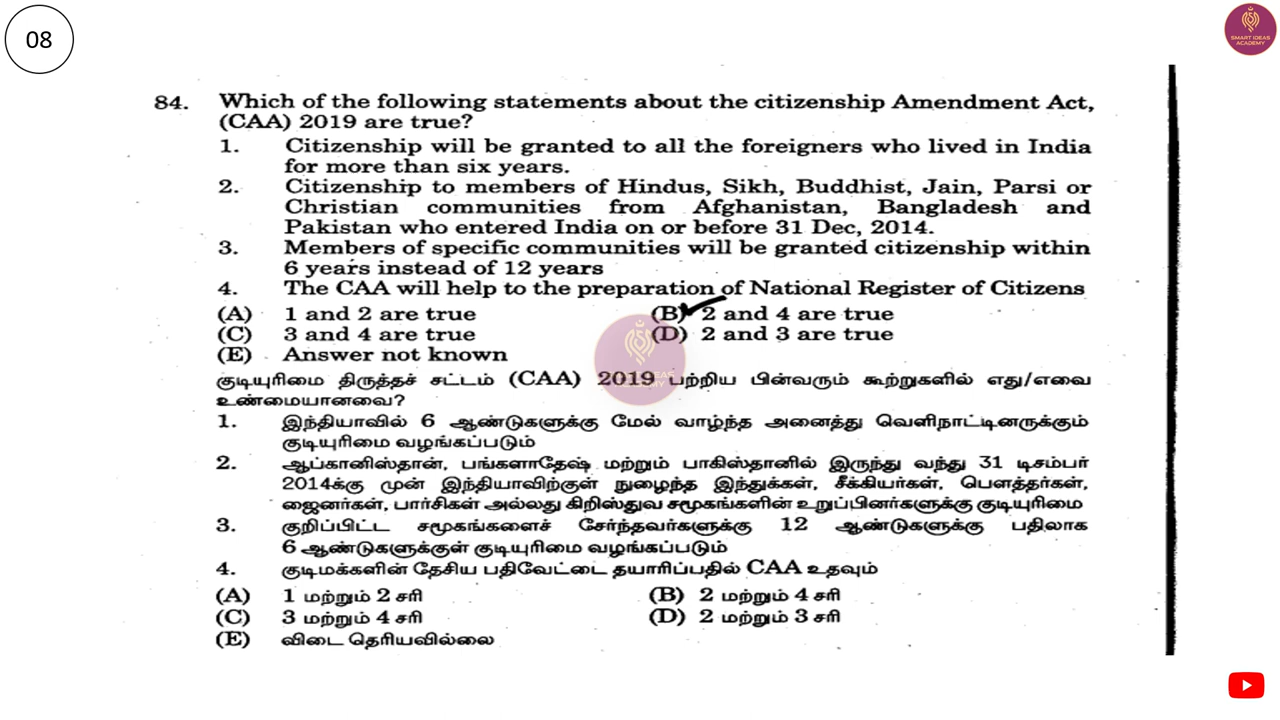 08
SMART IDEAS
ACADEMY
84. Which of the following statements about the citizenship Amendment Act,
(CAA) 2019 are true?
1. Citizenship will be granted to all the foreigners who lived in India
for more than six years.
2. Citizenship to members of Hindus, Sikh, Buddhist, Jain, Parsi or
Christian communities from Afghanistan, Bangladesh and
Pakistan who entered India on or before 31 Dec, 2014.
3. Members of specific communities will be granted citizenship within
6 years instead of 12 years
4. The CAA will help to the preparation of National Register of Citizens
(A) 1 and 2 are true (B) 2 and 4 are true
(C) 3 and 4 are true (D) 2 and 3 are true
(E) Answer not known
SMART IDEAS
ACADEMY
குடியுரிமை திருத்தச் சட்டம் (CAA) 2019 பற்றிய பின்வரும் கூற்றுகளில் எது/எவை
உண்மையானவை?
1. இந்தியாவில் 6 ஆண்டுகளுக்கு மேல் வாழ்ந்த அனைத்து வெளிநாட்டினருக்கும்
குடியுரிமை வழங்கப்படும்
2. ஆப்கானிஸ்தான், பங்களாதேஷ் மற்றும் பாகிஸ்தானில் இருந்து வந்து 31 டிசம்பர்
2014க்கு முன் இந்தியாவிற்குள் நுழைந்த இந்துக்கள், சீக்கியர்கள், பௌத்தர்கள்,
ஜைனர்கள், பார்சிகள் அல்லது கிறிஸ்துவ சமூகங்களின் உறுப்பினர்களுக்கு குடியுரிமை
3. குறிப்பிட்ட சமூகங்களைச் சேர்ந்தவர்களுக்கு 12 ஆண்டுகளுக்கு பதிலாக
6 ஆண்டுகளுக்குள் குடியுரிமை வழங்கப்படும்
4. குடிமக்களின் தேசிய பதிவேட்டை தயாரிப்பதில் CAA உதவும்
(A) 1 மற்றும் 2 சரி (B) 2 மற்றும் 4 சரி
(C) 3 மற்றும் 4 சரி (D) 2 மற்றும் 3 சரி
(E) விடை தெரியவில்லை